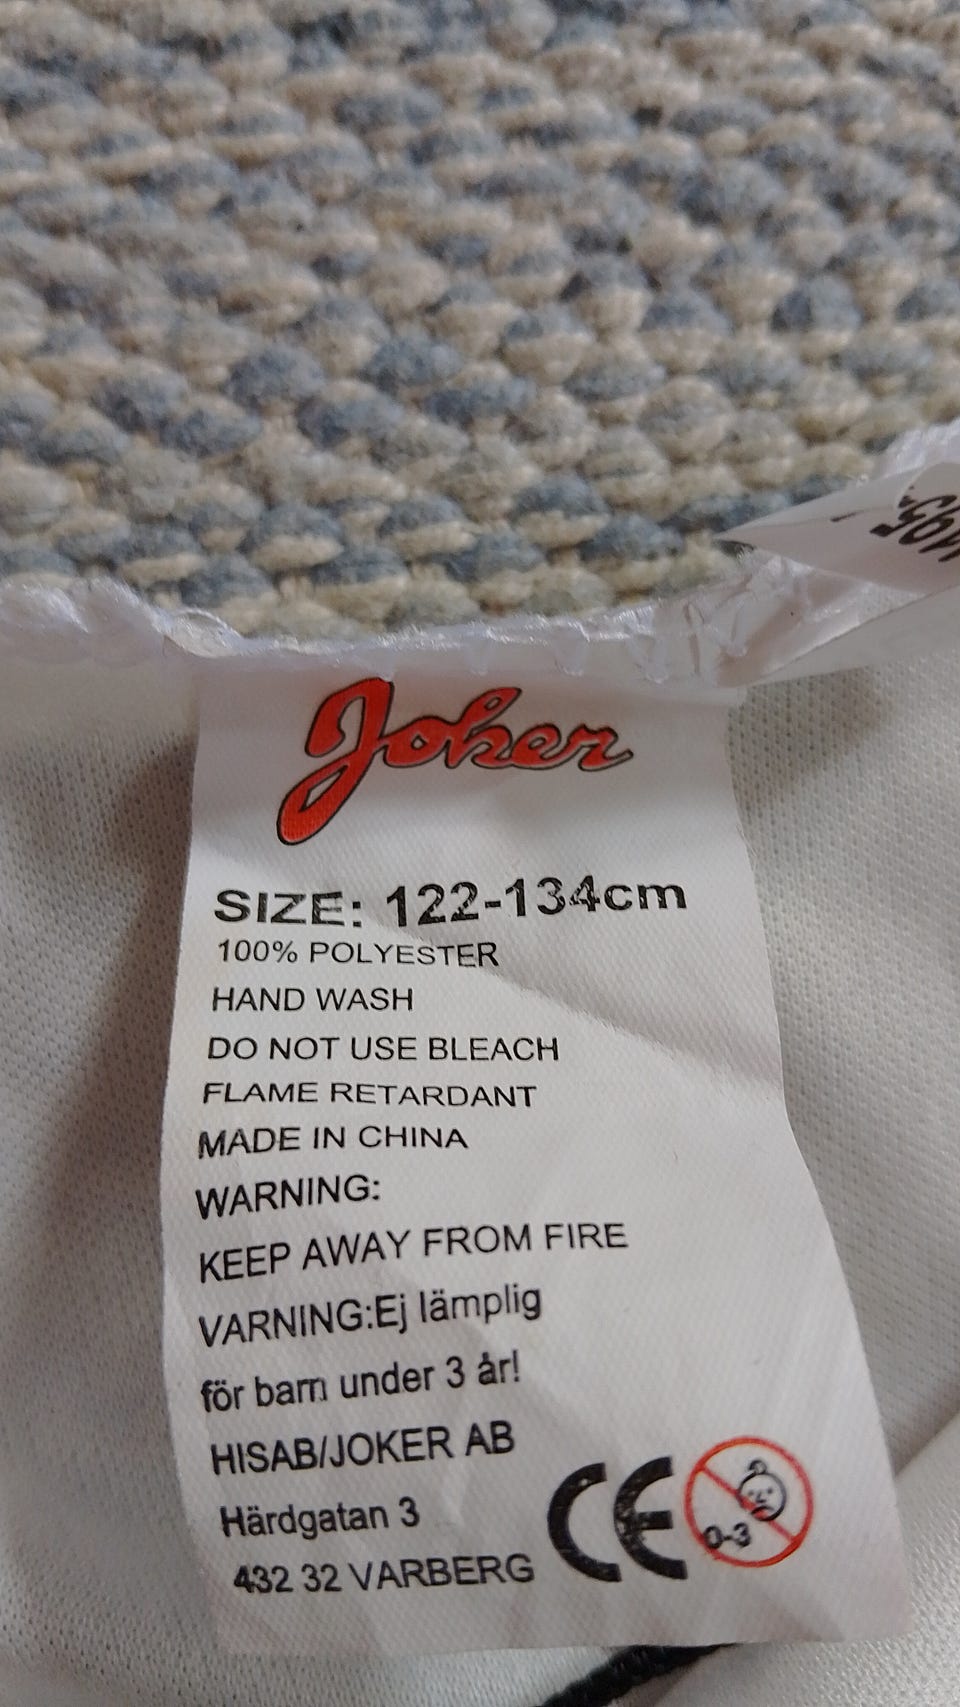 Joker
SIZE: 122-134cm
100% POLYESTER
HAND WASH
DO NOT USE BLEACH
FLAME RETARDANT
MADE IN CHINA
WARNING:
KEEP AWAY FROM FIRE
VARNING:Ej lämplig
för barn under 3 år!
HISAB/JOKER AB
Härdgatan 3
432 32 VARBERG
CE
0-3